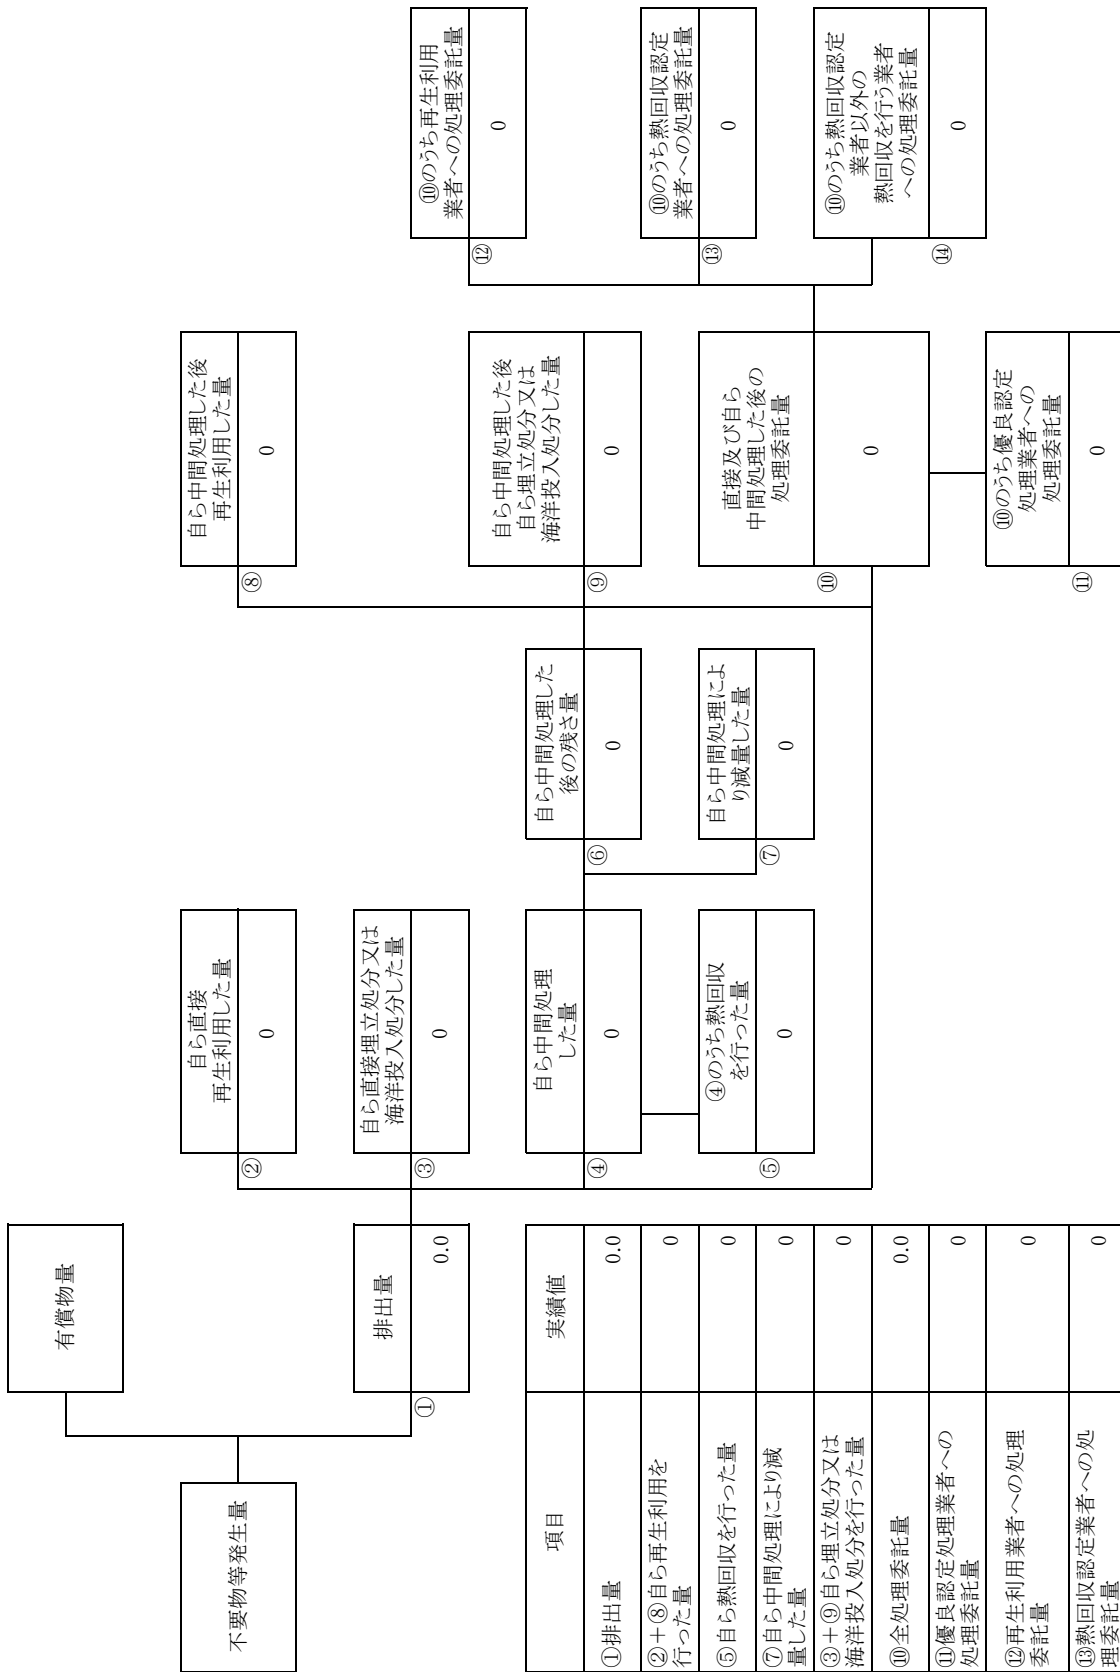 不要物等発生量
有償物量
①
排出量
0.0
②
自ら直接
再生利用した量
0
③
自ら直接埋立処分又は
海洋投入処分した量
0
④
自ら中間処理
した量
0
⑤
④のうち熱回収
を行った量
0
⑥
自ら中間処理した
後の残さ量
0
⑦
自ら中間処理によ
り減量した量
0
⑧
自ら中間処理した後
再生利用した量
0
⑨
自ら中間処理した後
自ら埋立処分又は
海洋投入処分した量
0
⑩
直接及び自ら
中間処理した後の
処理委託量
0
⑪
⑩のうち優良認定
処理業者への
処理委託量
0
⑫
⑩のうち再生利用
業者への処理委託量
0
⑬
⑩のうち熱回収認定
業者への処理委託量
0
⑭
⑩のうち熱回収認定
業者以外の
熱回収を行う業者
への処理委託量
0
項目
実績値
①排出量
0.0
②＋⑧自ら再生利用を
行った量
0
⑤自ら熱回収を行った量
0
⑦自ら中間処理により減
量した量
0
③＋⑨自ら埋立処分又は
海洋投入処分を行った量
0
⑩全処理委託量
0.0
⑪優良認定処理業者への
処理委託量
0
⑫再生利用業者への処理
委託量
0
⑬熱回収認定業者への処
理委託量
0